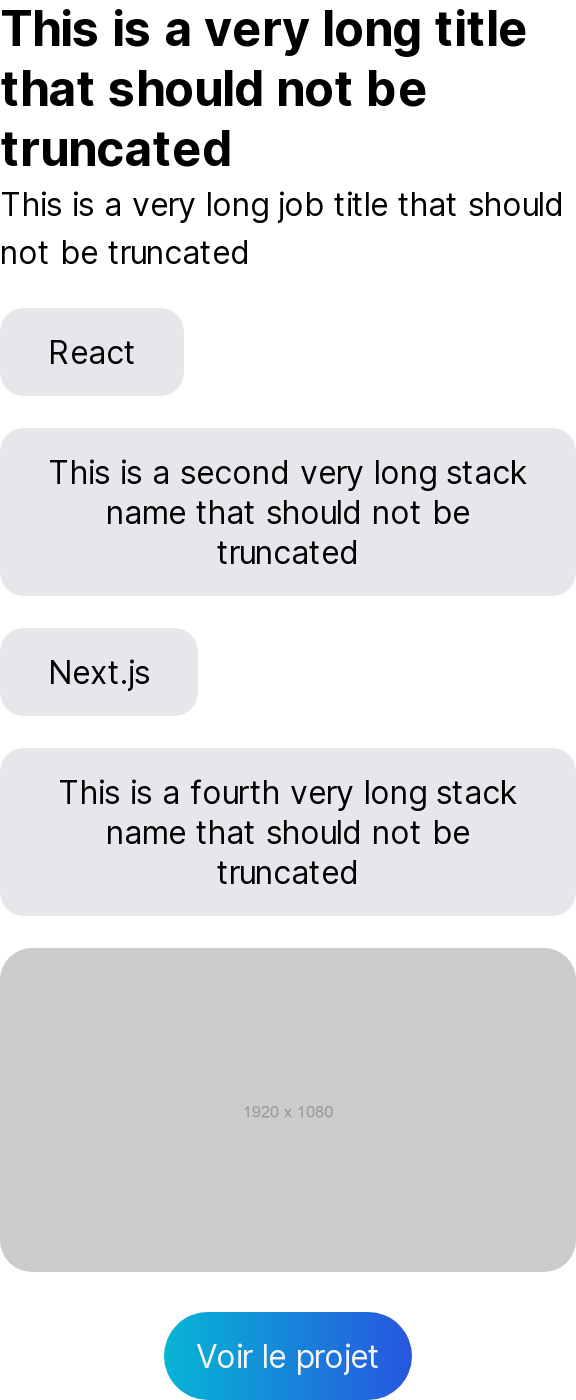 This is a very long title
that should not be
truncated
This is a very long job title that should
not be truncated
React
This is a second very long stack
name that should not be
truncated
Next.js
This is a fourth very long stack
name that should not be
truncated
1920 x 1080
Voir le projet